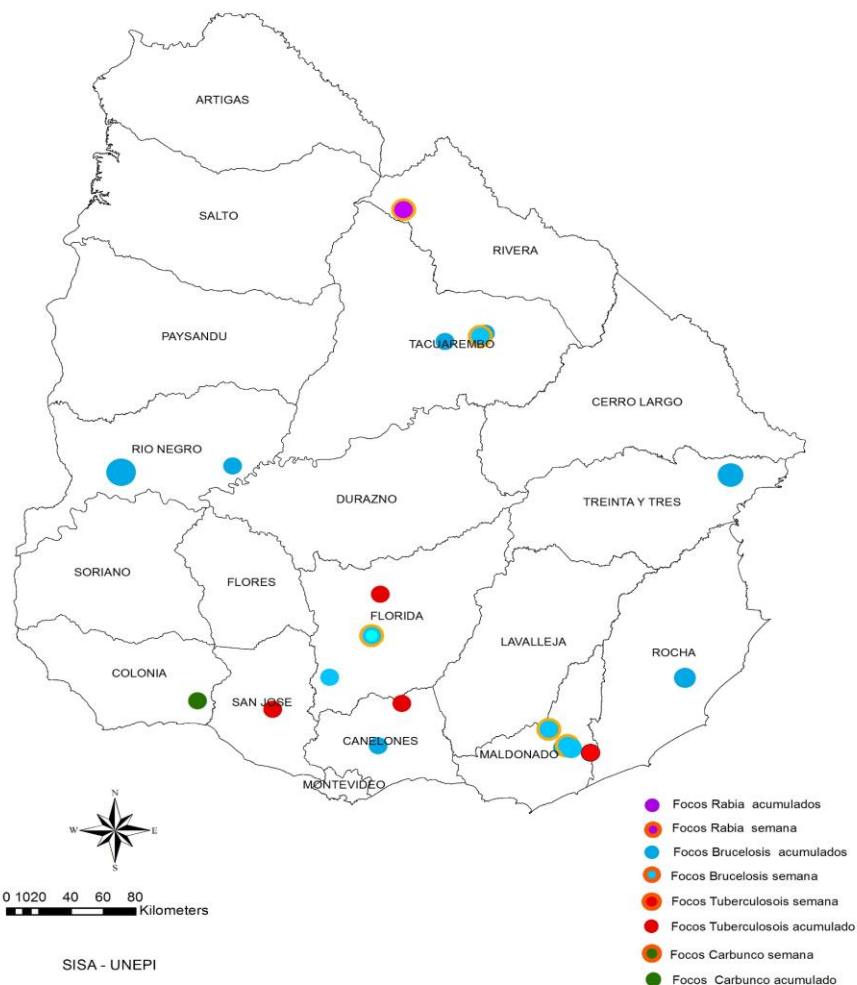 ARTIGAS
SALTO
RIVERA
PAYSANDU
TACUAREMBO
CERRO LARGO
RIO NEGRO
DURAZNO
TREINTA Y TRES
SORIANO
FLORES
FLORIDA
LAVALLEJA
ROCHA
COLONIA
SAN JOSE
CANELONES
MALDONADO
MONTEVIDEO
N
W E
S
0 10 20 40 60 80
Kilometers
SISA - UNEPI
Focos Rabia acumulados
Focos Rabia semana
Focos Brucelosis acumulados
Focos Brucelosis semana
Focos Tuberculosois semana
Focos Tuberculosois acumulado
Focos Carbunco semana
Focos Carbunco acumulado